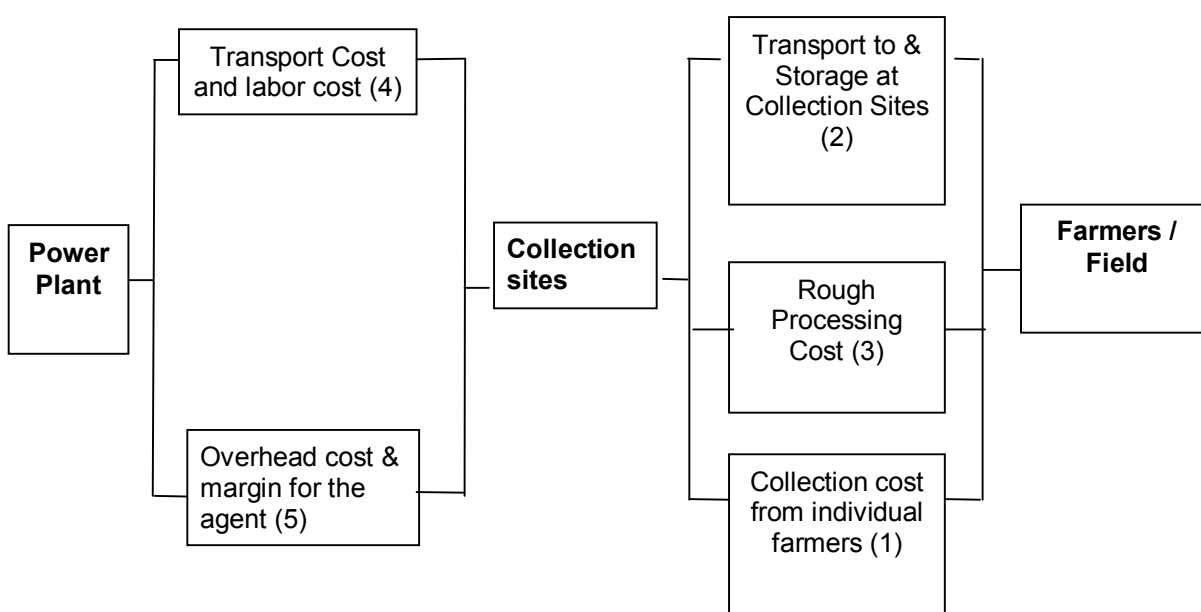 Power
Plant
Transport Cost
and labor cost (4)
Overhead cost &
margin for the
agent (5)
Collection
sites
Transport to &
Storage at
Collection Sites
(2)
Rough
Processing
Cost (3)
Collection cost
from individual
farmers (1)
Farmers /
Field